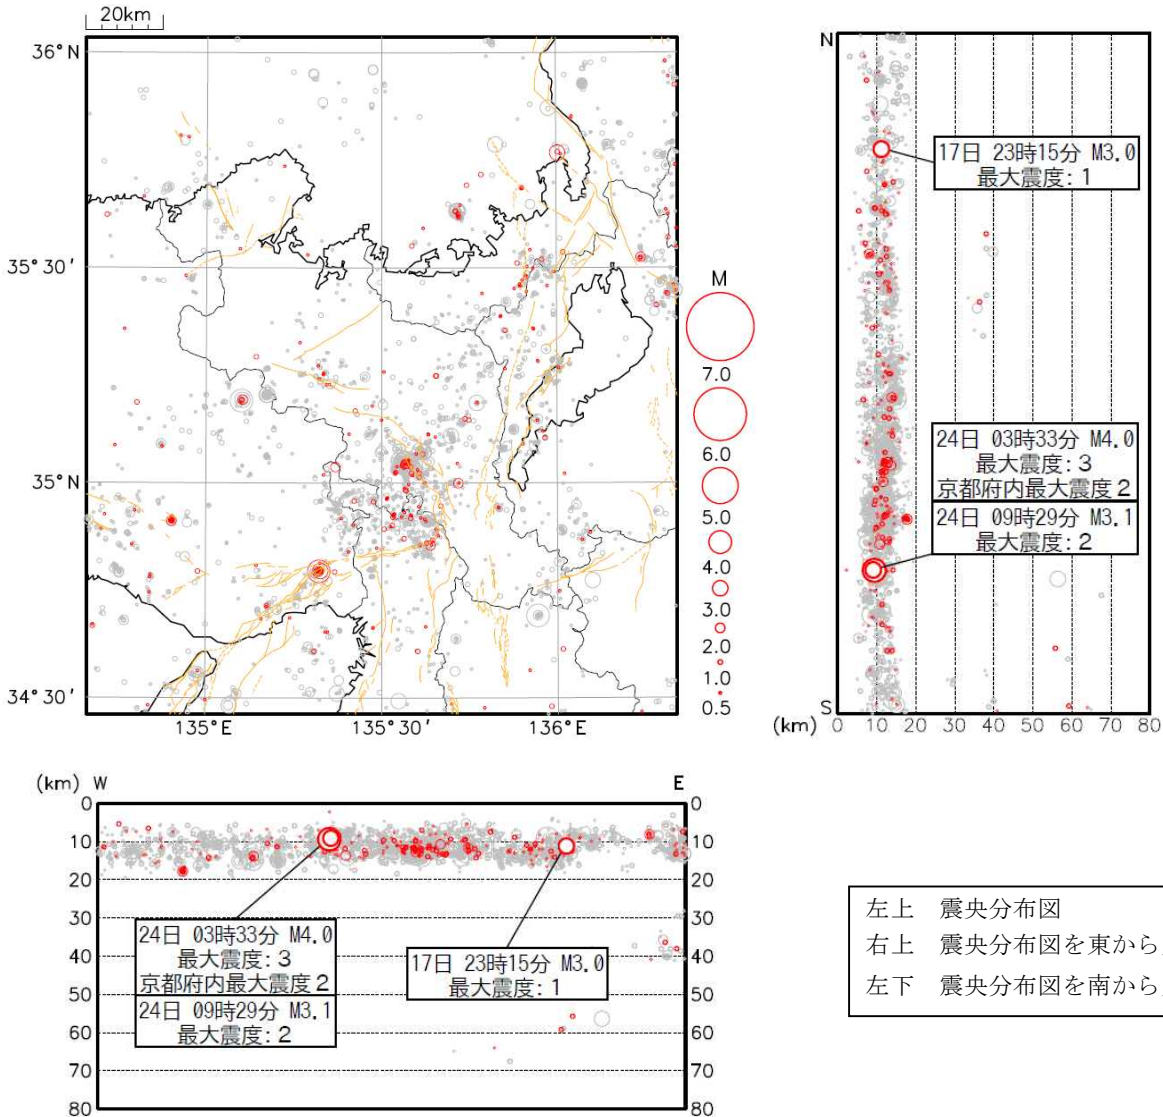 20km
36°N
35°30′
35°N
34°30′
135°E
135°30′
136°E
M
7.0
6.0
5.0
4.0
3.0
2.0
1.0
0.5
N
S
(km)
0 10 20 30 40 50 60 70 80
17日 23時15分 M3.0
最大震度:1
24日 03時33分 M4.0
最大震度:3
京都府内最大震度2
24日 09時29分 M3.1
最大震度:2
(km) W
E
0
10
20
30
40
50
60
70
80
0
10
20
30
40
50
60
70
80
24日 03時33分 M4.0
最大震度:3
京都府内最大震度2
24日 09時29分 M3.1
最大震度:2
17日 23時15分 M3.0
最大震度:1
左上 震央分布図
右上 震央分布図を東から
左下 震央分布図を南から